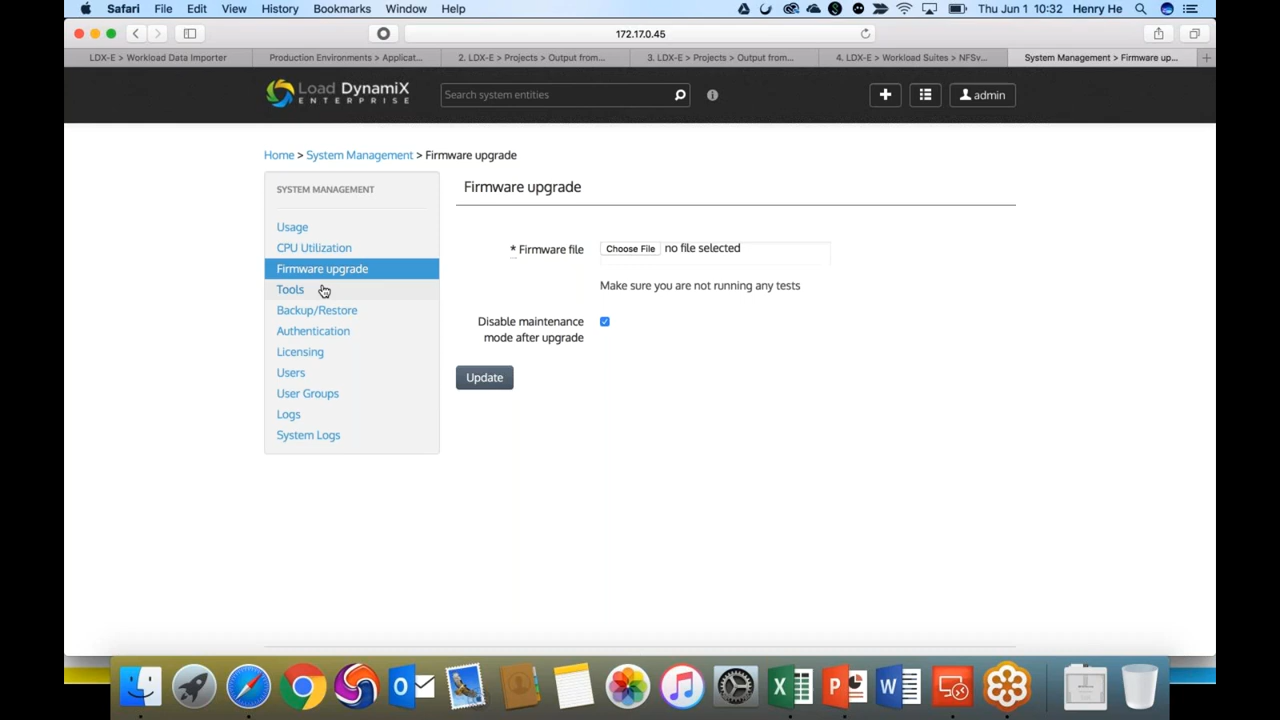 Safari File Edit View History Bookmarks Window Help Thu Jun 1 10:32 Henry He
172.17.0.45
LDX-E > Workload Data Importer
Production Environments > Applicat...
2. LDX-E > Projects > Output from...
3. LDX-E > Projects > Output from...
4. LDX-E > Workload Suites > NFSv...
System Management > Firmware up...
Load DynamiX
ENTERPRISE
Search system entities
admin
Home > System Management > Firmware upgrade
SYSTEM MANAGEMENT
Usage
CPU Utilization
Firmware upgrade
Tools
Backup/Restore
Authentication
Licensing
Users
User Groups
Logs
System Logs
Firmware upgrade
* Firmware file Choose File no file selected
Make sure you are not running any tests
Disable maintenance
mode after upgrade
Update